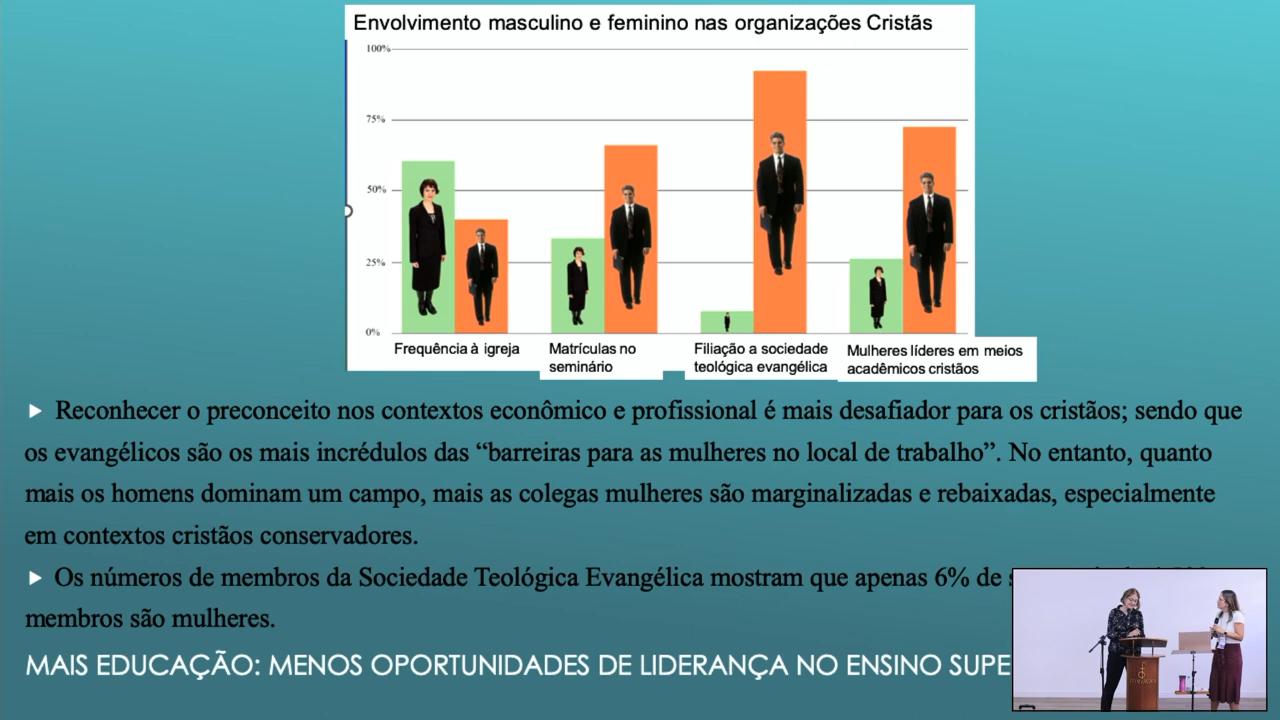 Envolvimento masculino e feminino nas organizações Cristãs
100%
75%
50%
25%
0%
Frequência à igreja
Matrículas no
seminário
Filiação a sociedade
teológica evangélica
Mulheres líderes em meios
acadêmicos cristãos
Reconhecer o preconceito nos contextos econômico e profissional é mais desafiador para os cristãos; sendo que
os evangélicos são os mais incrédulos das “barreiras para as mulheres no local de trabalho”. No entanto, quanto
mais os homens dominam um campo, mais as colegas mulheres são marginalizadas e rebaixadas, especialmente
em contextos cristãos conservadores.
Os números de membros da Sociedade Teológica Evangélica mostram que apenas 6% de
membros são mulheres.
MAIS EDUCAÇÃO: MENOS OPORTUNIDADES DE LIDERANÇA NO ENSINO SUPE